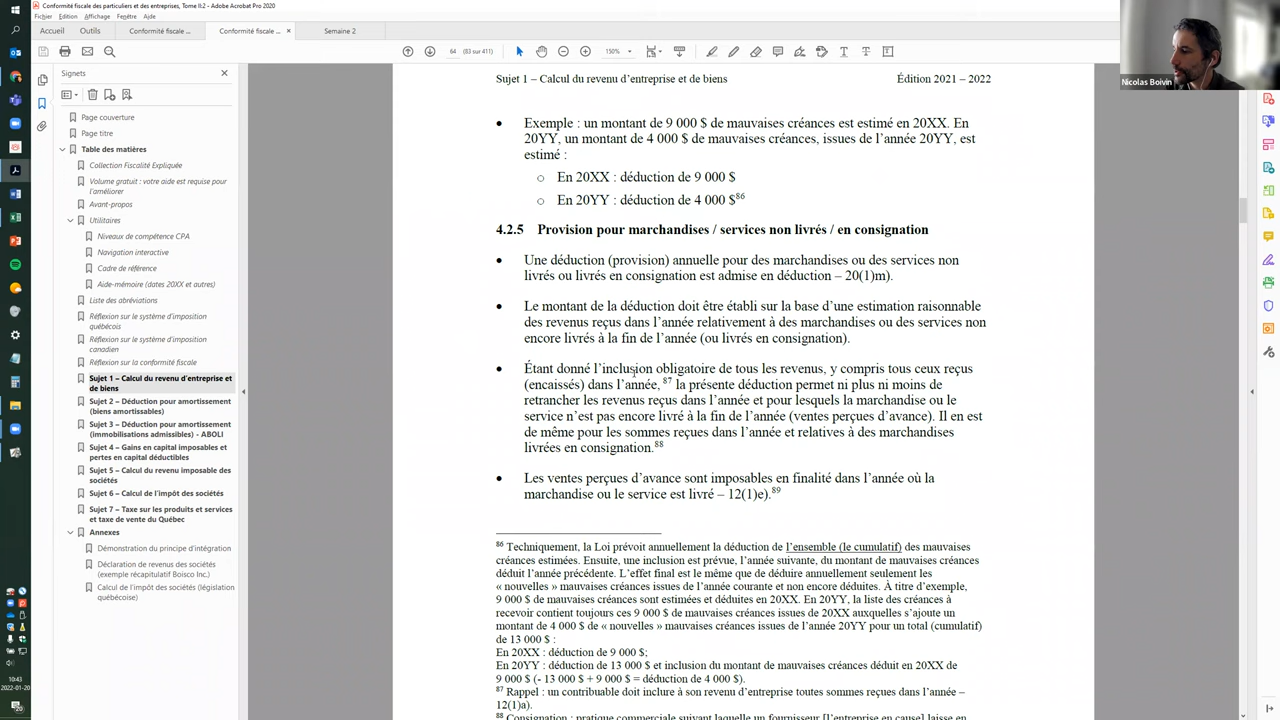 Conformité fiscale des particuliers et des entreprises, Tome II:2 - Adobe Acrobat Pro 2020
Fichier Edition Affichage Fenêtre Aide
Accueil Outils Conformité fiscale ... Conformité fiscale ... × Semaine 2
64 (83 sur 411) 150%
Nicolas Boivin
Signets
Page couverture
Page titre
Table des matières
Collection Fiscalité Expliquée
Volume gratuit : votre aide est requise pour
l'améliorer
Avant-propos
Utilitaires
Niveaux de compétence CPA
Navigation interactive
Cadre de référence
Aide-mémoire (dates 20XX et autres)
Liste des abréviations
Réflexion sur le système d'imposition
québécois
Réflexion sur le système d'imposition
canadien
Réflexion sur la conformité fiscale
Sujet 1 – Calcul du revenu d'entreprise et
de biens
Sujet 2 – Déduction pour amortissement
(biens amortissables)
Sujet 3 – Déduction pour amortissement
(immobilisations admissibles) - ABOLI
Sujet 4 – Gains en capital imposables et
pertes en capital déductibles
Sujet 5 – Calcul du revenu imposable des
sociétés
Sujet 6 – Calcul de l'impôt des sociétés
Sujet 7 – Taxe sur les produits et services
et taxe de vente du Québec
Annexes
Démonstration du principe d'intégration
Déclaration de revenus des sociétés
(exemple récapitulatif Boisco Inc.)
Calcul de l'impôt des sociétés (législation
québécoise)
Sujet 1 – Calcul du revenu d'entreprise et de biens Édition 2021 – 2022
• Exemple : un montant de 9 000 $ de mauvaises créances est estimé en 20XX. En
20YY, un montant de 4 000 $ de mauvaises créances, issues de l'année 20YY, est
estimé :
○ En 20XX : déduction de 9 000 $
○ En 20YY : déduction de 4 000 $86
4.2.5 Provision pour marchandises / services non livrés / en consignation
• Une déduction (provision) annuelle pour des marchandises ou des services non
livrés ou livrés en consignation est admise en déduction – 20(1)m).
• Le montant de la déduction doit être établi sur la base d'une estimation raisonnable
des revenus reçus dans l'année relativement à des marchandises ou des services non
encore livrés à la fin de l'année (ou livrés en consignation).
• Étant donné l'inclusion obligatoire de tous les revenus, y compris tous ceux reçus
(encaissés) dans l'année, 87 la présente déduction permet ni plus ni moins de
retrancher les revenus reçus dans l'année et pour lesquels la marchandise ou le
service n'est pas encore livré à la fin de l'année (ventes perçues d'avance). Il en est
de même pour les sommes reçues dans l'année et relatives à des marchandises
livrées en consignation.88
• Les ventes perçues d'avance sont imposables en finalité dans l'année où la
marchandise ou le service est livré – 12(1)e).89
86 Techniquement, la Loi prévoit annuellement la déduction de l'ensemble (le cumulatif) des mauvaises
créances estimées. Ensuite, une inclusion est prévue, l'année suivante, du montant de mauvaises créances
déduit l'année précédente. L'effet final est le même que de déduire annuellement seulement les
« nouvelles » mauvaises créances issues de l'année courante et non encore déduites. À titre d'exemple,
9 000 $ de mauvaises créances sont estimées et déduites en 20XX. En 20YY, la liste des créances à
recevoir contient toujours ces 9 000 $ de mauvaises créances issues de 20XX auxquelles s'ajoute un
montant de 4 000 $ de « nouvelles » mauvaises créances issues de l'année 20YY pour un total (cumulatif)
de 13 000 $ :
En 20XX : déduction de 9 000 $;
En 20YY : déduction de 13 000 $ et inclusion du montant de mauvaises créances déduit en 20XX de
9 000 $ (- 13 000 $ + 9 000 $ = déduction de 4 000 $).
87 Rappel : un contribuable doit inclure à son revenu d'entreprise toutes sommes reçues dans l'année –
12(1)a).
88 Consignation : pratique commerciale suivant laquelle un fournisseur [l'entreprise en cause] laisse en
10:43
2022-01-20